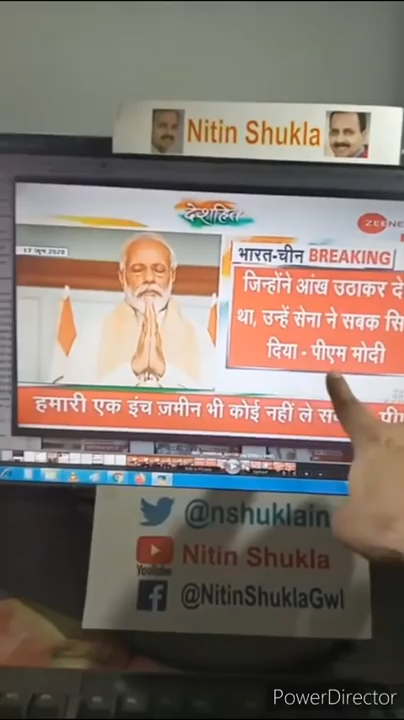 Nitin Shukla
देशहित
17 जून 2020
भारत-चीन BREAKING
जिन्होंने आंख उठाकर दे
था, उन्हें सेना ने सबक सि
दिया - पीएम मोदी
हमारी एक इंच ज़मीन भी कोई नहीं ले
@nshuklain
Nitin Shukla
YouTube
@NitinShuklaGwl
PowerDirector